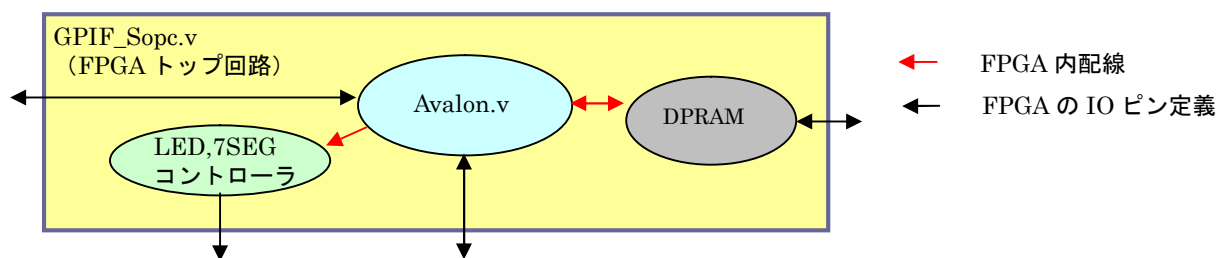 GPIF_Sopc.v
（FPGA トップ回路）
Avalon.v
DPRAM
LED,7SEG
コントローラ
FPGA 内配線
FPGA の IO ピン定義